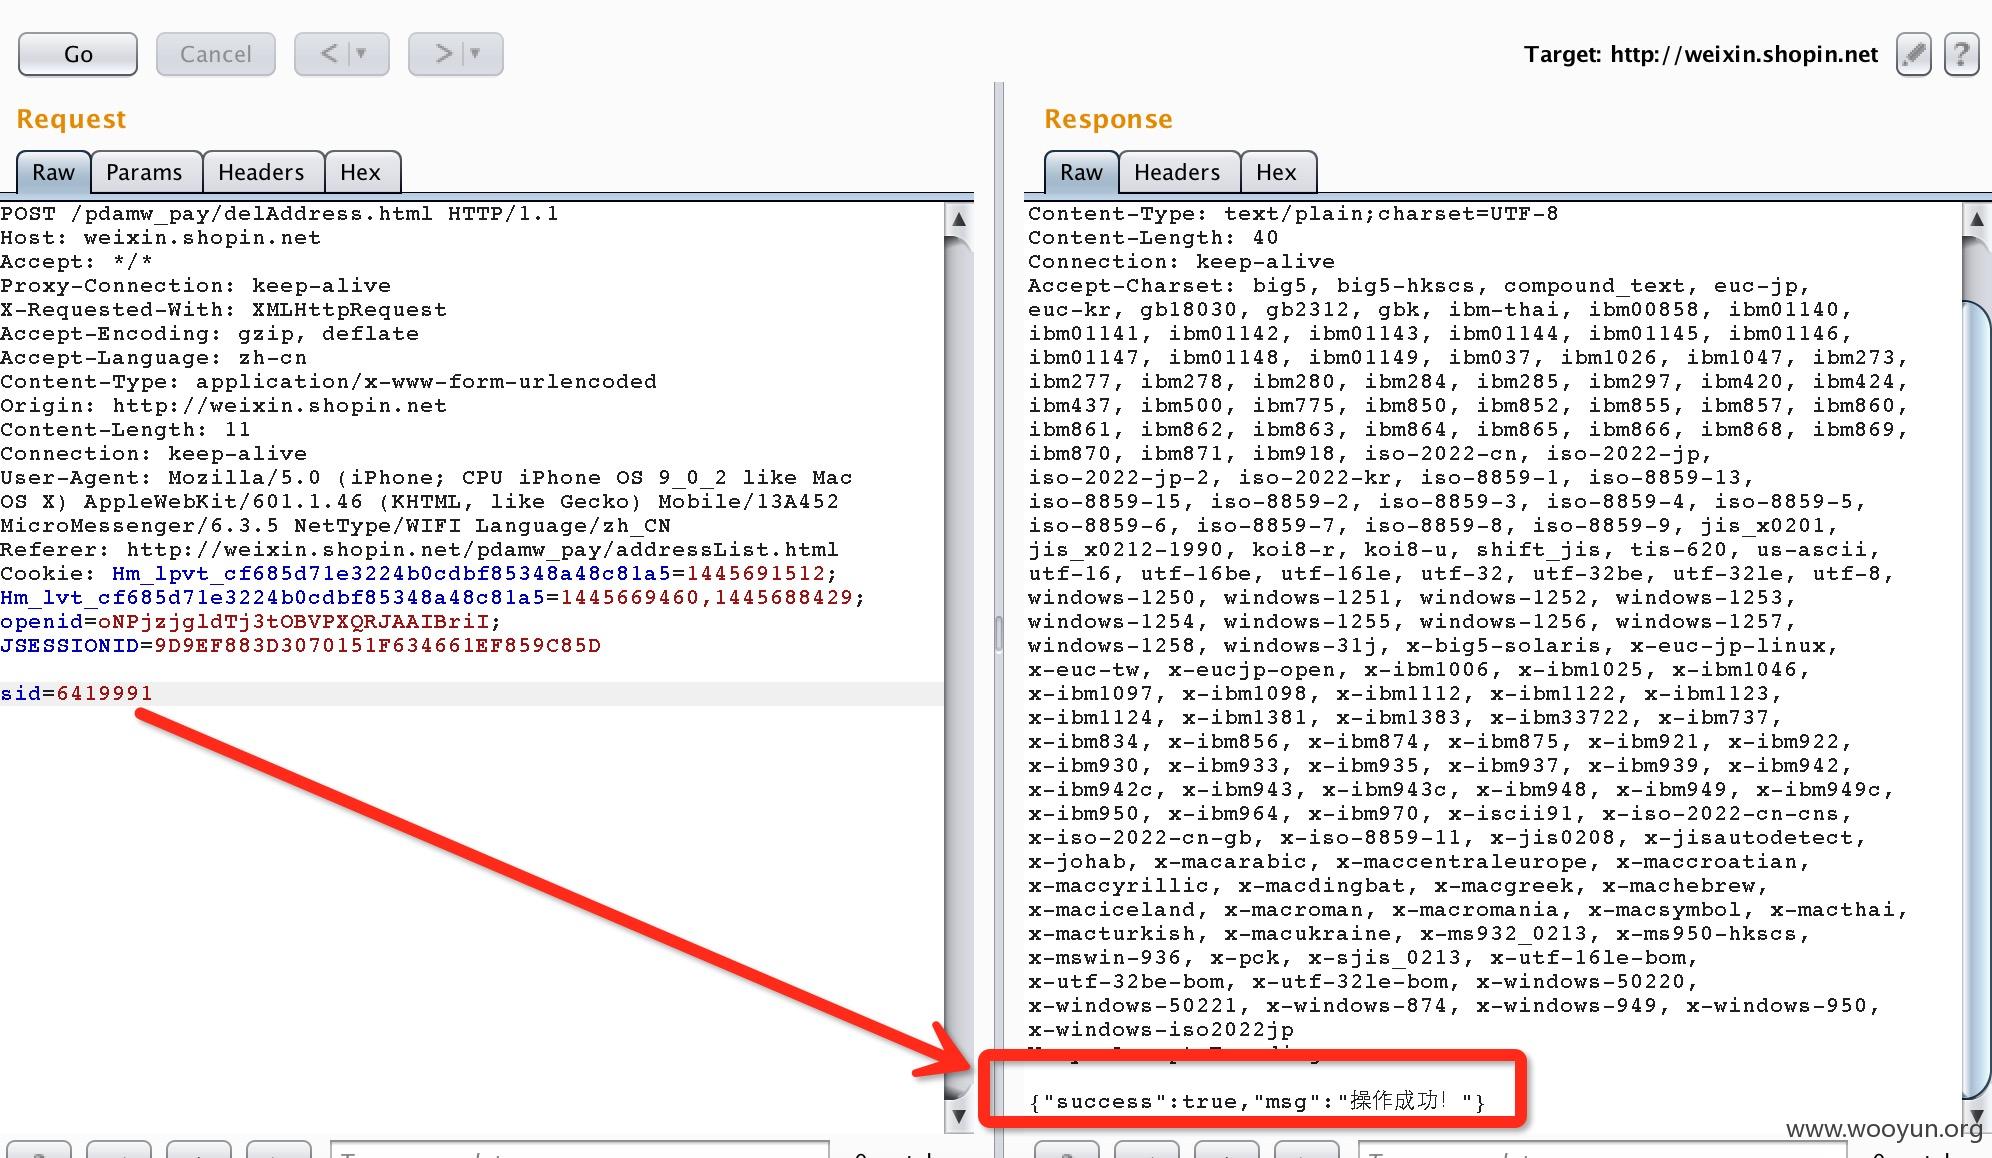 Go
Cancel
<
>
Target: http://weixin.shopin.net
?
Request
Raw
Params
Headers
Hex
POST /pdamw_pay/delAddress.html HTTP/1.1
Host: weixin.shopin.net
Accept: */*
Proxy-Connection: keep-alive
X-Requested-With: XMLHttpRequest
Accept-Encoding: gzip, deflate
Accept-Language: zh-cn
Content-Type: application/x-www-form-urlencoded
Origin: http://weixin.shopin.net
Content-Length: 11
Connection: keep-alive
User-Agent: Mozilla/5.0 (iPhone; CPU iPhone OS 9_0_2 like Mac
OS X) AppleWebKit/601.1.46 (KHTML, like Gecko) Mobile/13A452
MicroMessenger/6.3.5 NetType/WIFI Language/zh_CN
Referer: http://weixin.shopin.net/pdamw_pay/addressList.html
Cookie: Hm_lpvt_cf685d71e3224b0cdbf85348a48c81a5=1445691512;
Hm_lvt_cf685d71e3224b0cdbf85348a48c81a5=1445669460,1445688429;
openid=oNPjzjgldTj3tOBVPXQRJAAIBriI;
JSESSIONID=9D9EF883D3070151F634661EF859C85D
sid=6419991
Response
Raw
Headers
Hex
Content-Type: text/plain;charset=UTF-8
Content-Length: 40
Connection: keep-alive
Accept-Charset: big5, big5-hkscs, compound_text, euc-jp,
euc-kr, gb18030, gb2312, gbk, ibm-thai, ibm00858, ibm01140,
ibm01141, ibm01142, ibm01143, ibm01144, ibm01145, ibm01146,
ibm01147, ibm01148, ibm01149, ibm037, ibm1026, ibm1047, ibm273,
ibm277, ibm278, ibm280, ibm284, ibm285, ibm297, ibm420, ibm424,
ibm437, ibm500, ibm775, ibm850, ibm852, ibm855, ibm857, ibm860,
ibm861, ibm862, ibm863, ibm864, ibm865, ibm866, ibm868, ibm869,
ibm870, ibm871, ibm918, iso-2022-cn, iso-2022-jp,
iso-2022-jp-2, iso-2022-kr, iso-8859-1, iso-8859-13,
iso-8859-15, iso-8859-2, iso-8859-3, iso-8859-4, iso-8859-5,
iso-8859-6, iso-8859-7, iso-8859-8, iso-8859-9, jis_x0201,
jis_x0212-1990, koi8-r, koi8-u, shift_jis, tis-620, us-ascii,
utf-16, utf-16be, utf-16le, utf-32, utf-32be, utf-32le, utf-8,
windows-1250, windows-1251, windows-1252, windows-1253,
windows-1254, windows-1255, windows-1256, windows-1257,
windows-1258, windows-31j, x-big5-solaris, x-euc-jp-linux,
x-euc-tw, x-eucjp-open, x-ibm1006, x-ibm1025, x-ibm1046,
x-ibm1097, x-ibm1098, x-ibm1112, x-ibm1122, x-ibm1123,
x-ibm1124, x-ibm1381, x-ibm1383, x-ibm33722, x-ibm737,
x-ibm834, x-ibm856, x-ibm874, x-ibm875, x-ibm921, x-ibm922,
x-ibm930, x-ibm933, x-ibm935, x-ibm937, x-ibm939, x-ibm942,
x-ibm942c, x-ibm943, x-ibm943c, x-ibm948, x-ibm949, x-ibm949c,
x-ibm950, x-ibm964, x-ibm970, x-iscii91, x-iso-2022-cn-cns,
x-iso-2022-cn-gb, x-iso-8859-11, x-jis0208, x-jisautodetect,
x-johab, x-macarabic, x-maccentraleurope, x-maccroatian,
x-maccyrillic, x-macdingbat, x-macgreek, x-machebrew,
x-maciceland, x-macroman, x-macromania, x-macsymbol, x-macthai,
x-macturkish, x-macukraine, x-ms932_0213, x-ms950-hkscs,
x-mswin-936, x-pck, x-sjis_0213, x-utf-16le-bom,
x-utf-32be-bom, x-utf-32le-bom, x-windows-50220,
x-windows-50221, x-windows-874, x-windows-949, x-windows-950,
x-windows-iso2022jp
{"success":true,"msg":"操作成功！"}
www.wooyun.org